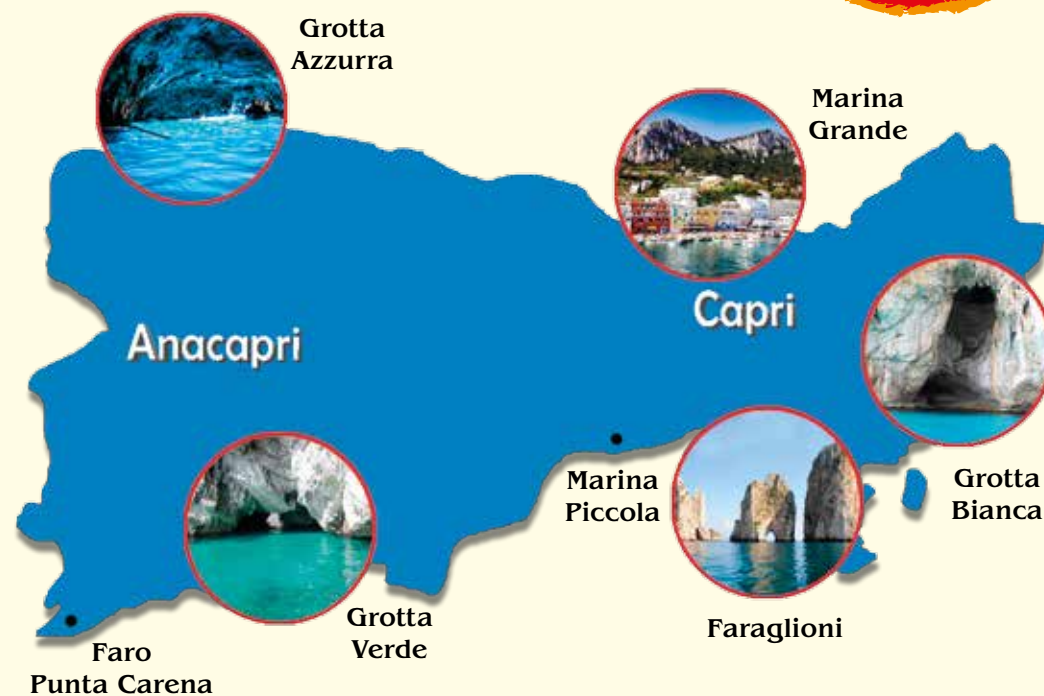 Grotta
Azzurra
Marina
Grande
Capri
Anacapri
Marina
Piccola
Grotta
Bianca
Grotta
Verde
Faraglioni
Faro
Punta Carena